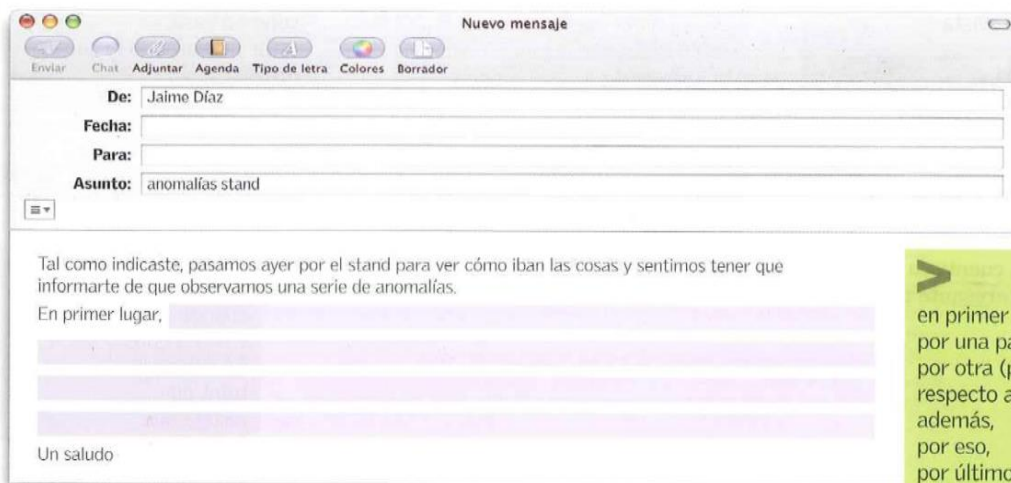 Nuevo mensaje
Enviar Chat Adjuntar Agenda Tipo de letra Colores Borrador
De: Jaime Díaz
Fecha:
Para:
Asunto: anomalías stand
Tal como indicaste, pasamos ayer por el stand para ver cómo iban las cosas y sentimos tener que
informarte de que observamos una serie de anomalías.
En primer lugar,
Un saludo
>
en primer
por una pa
por otra (p
respecto a
además,
por eso,
por último